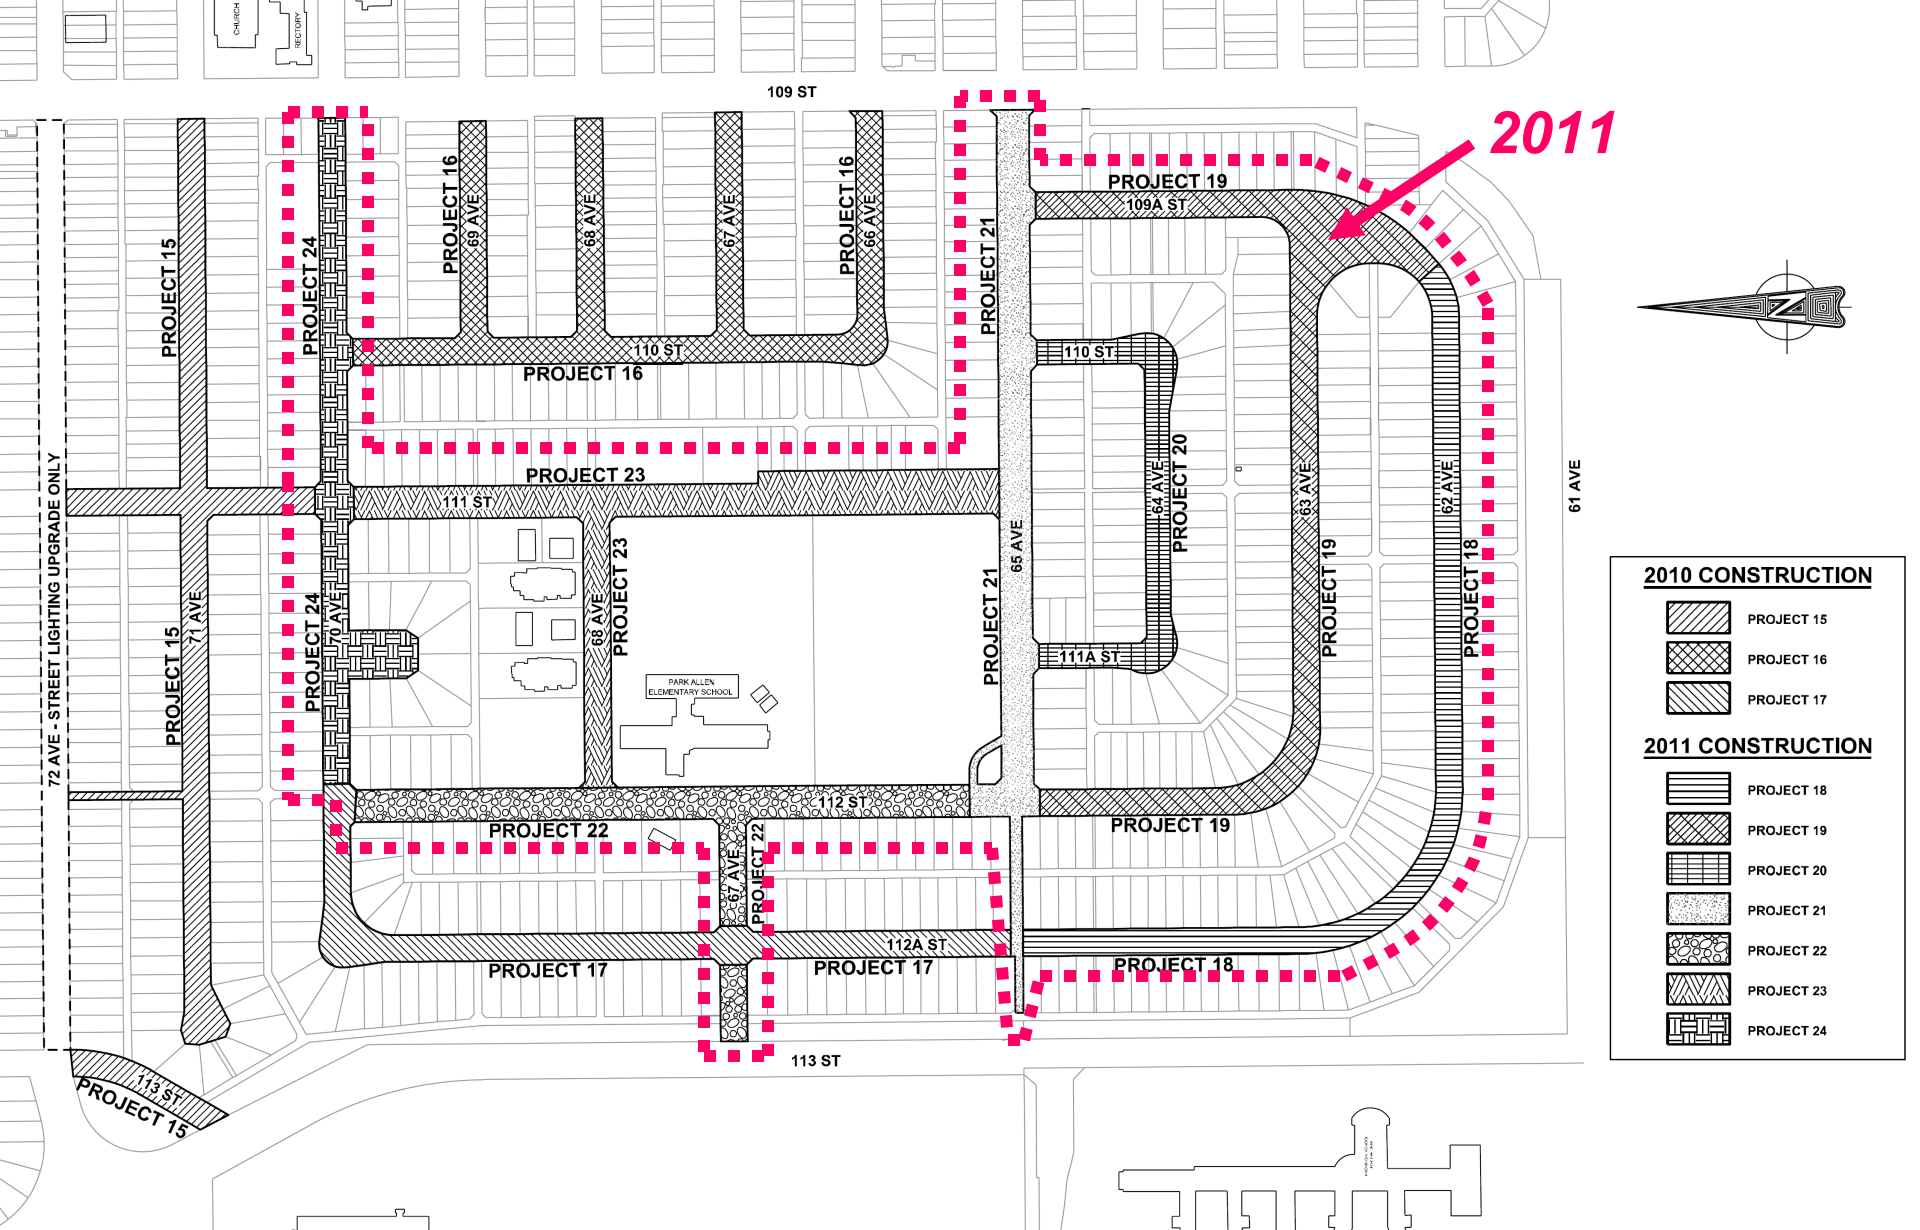 CHURCH
RECTORY
109 ST
2011
PROJECT 19
109A ST
PROJECT 15
PROJECT 24
PROJECT 16
69 AVE
68 AVE
67 AVE
PROJECT 16
66 AVE
PROJECT 21
110 ST
PROJECT 16
110 ST
64 AVE
PROJECT 20
63 AVE
62 AVE
61 AVE
PROJECT 23
111 ST
65 AVE
72 AVE - STREET LIGHTING UPGRADE ONLY
71 AVE
PROJECT 15
PROJECT 24
70 AVE
68 AVE
PROJECT 23
PROJECT 21
111A ST
PROJECT 19
PROJECT 18
PARK ALLEN
ELEMENTARY SCHOOL
112 ST
PROJECT 22
67 AVE
PROJECT 22
PROJECT 19
112A ST
PROJECT 17
PROJECT 17
PROJECT 18
113 ST
113 ST
PROJECT 15
N
2010 CONSTRUCTION
PROJECT 15
PROJECT 16
PROJECT 17
2011 CONSTRUCTION
PROJECT 18
PROJECT 19
PROJECT 20
PROJECT 21
PROJECT 22
PROJECT 23
PROJECT 24